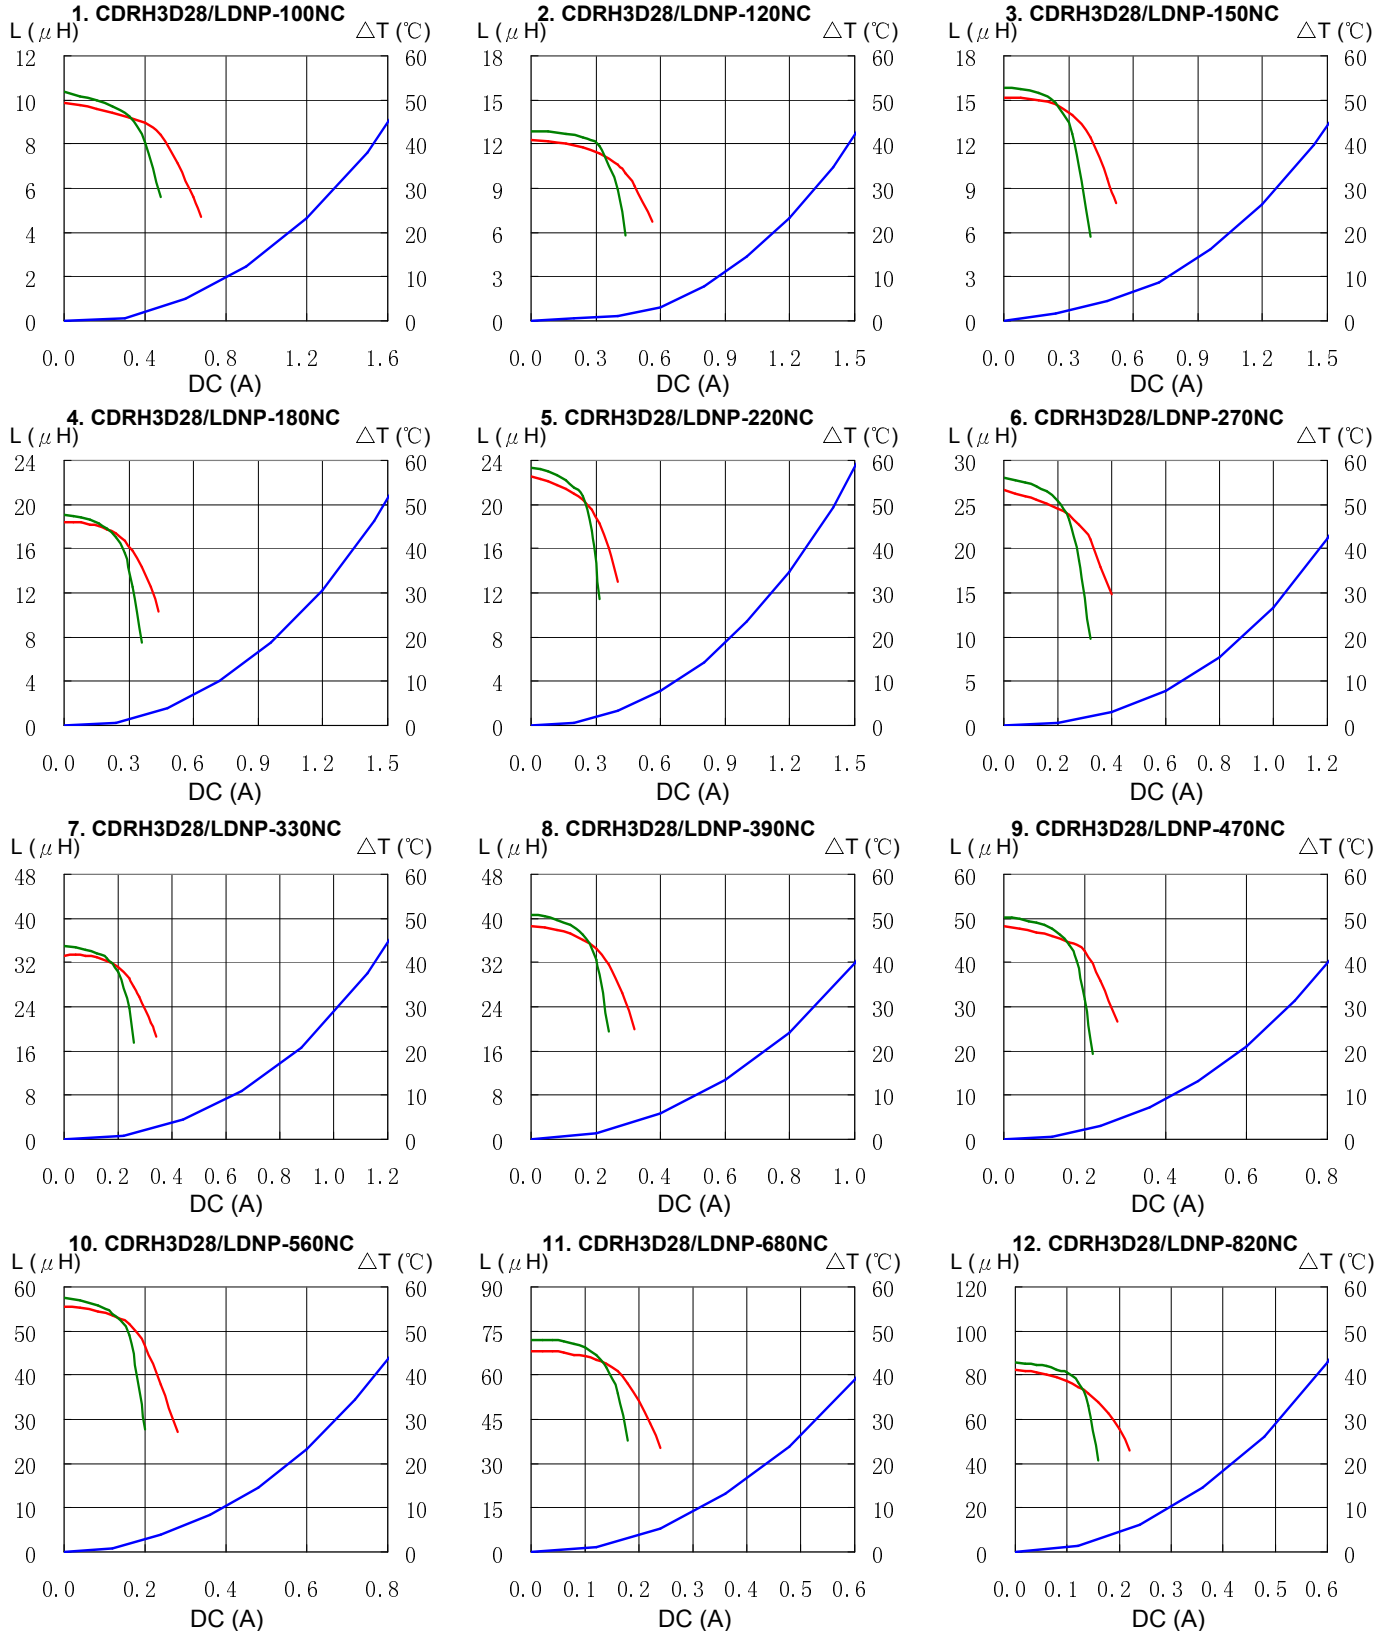 1. CDRH3D28/LDNP-100NC
L (μH) △T (℃)
12 60
10 50
8 40
6 30
4 20
2 10
0 0
0.0 0.4 0.8 1.2 1.6
DC (A)
2. CDRH3D28/LDNP-120NC
L (μH) △T (℃)
18 60
15 50
12 40
9 30
6 20
3 10
0 0
0.0 0.3 0.6 0.9 1.2 1.5
DC (A)
3. CDRH3D28/LDNP-150NC
L (μH) △T (℃)
18 60
15 50
12 40
9 30
6 20
3 10
0 0
0.0 0.3 0.6 0.9 1.2 1.5
DC (A)
4. CDRH3D28/LDNP-180NC
L (μH) △T (℃)
24 60
20 50
16 40
12 30
8 20
4 10
0 0
0.0 0.3 0.6 0.9 1.2 1.5
DC (A)
5. CDRH3D28/LDNP-220NC
L (μH) △T (℃)
24 60
20 50
16 40
12 30
8 20
4 10
0 0
0.0 0.3 0.6 0.9 1.2 1.5
DC (A)
6. CDRH3D28/LDNP-270NC
L (μH) △T (℃)
30 60
25 50
20 40
15 30
10 20
5 10
0 0
0.0 0.2 0.4 0.6 0.8 1.0 1.2
DC (A)
7. CDRH3D28/LDNP-330NC
L (μH) △T (℃)
48 60
40 50
32 40
24 30
16 20
8 10
0 0
0.0 0.2 0.4 0.6 0.8 1.0 1.2
DC (A)
8. CDRH3D28/LDNP-390NC
L (μH) △T (℃)
48 60
40 50
32 40
24 30
16 20
8 10
0 0
0.0 0.2 0.4 0.6 0.8 1.0
DC (A)
9. CDRH3D28/LDNP-470NC
L (μH) △T (℃)
60 60
50 50
40 40
30 30
20 20
10 10
0 0
0.0 0.2 0.4 0.6 0.8
DC (A)
10. CDRH3D28/LDNP-560NC
L (μH) △T (℃)
60 60
50 50
40 40
30 30
20 20
10 10
0 0
0.0 0.2 0.4 0.6 0.8
DC (A)
11. CDRH3D28/LDNP-680NC
L (μH) △T (℃)
90 60
75 50
60 40
45 30
30 20
15 10
0 0
0.0 0.1 0.2 0.3 0.4 0.5 0.6
DC (A)
12. CDRH3D28/LDNP-820NC
L (μH) △T (℃)
120 60
100 50
80 40
60 30
40 20
20 10
0 0
0.0 0.1 0.2 0.3 0.4 0.5 0.6
DC (A)